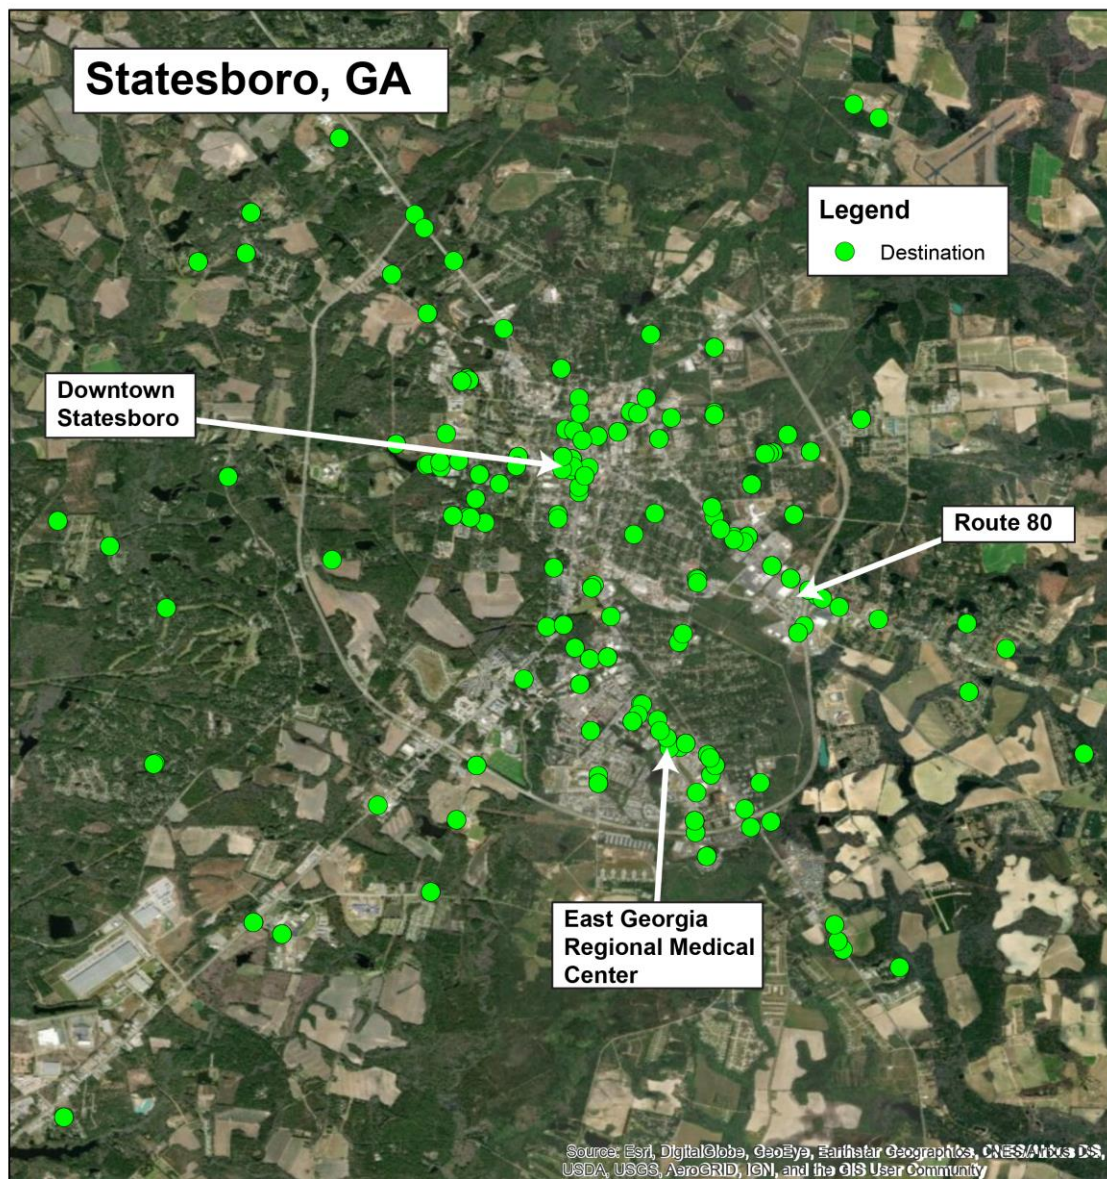 Statesboro, GA
Legend
Destination
Downtown
Statesboro
Route 80
East Georgia
Regional Medical
Center
Source: Esri, DigitalGlobe, GeoEye, Earthstar Geographics, CNES/Airbus DS,
USDA, USGS, AeroGRID, IGN, and the GIS User Community